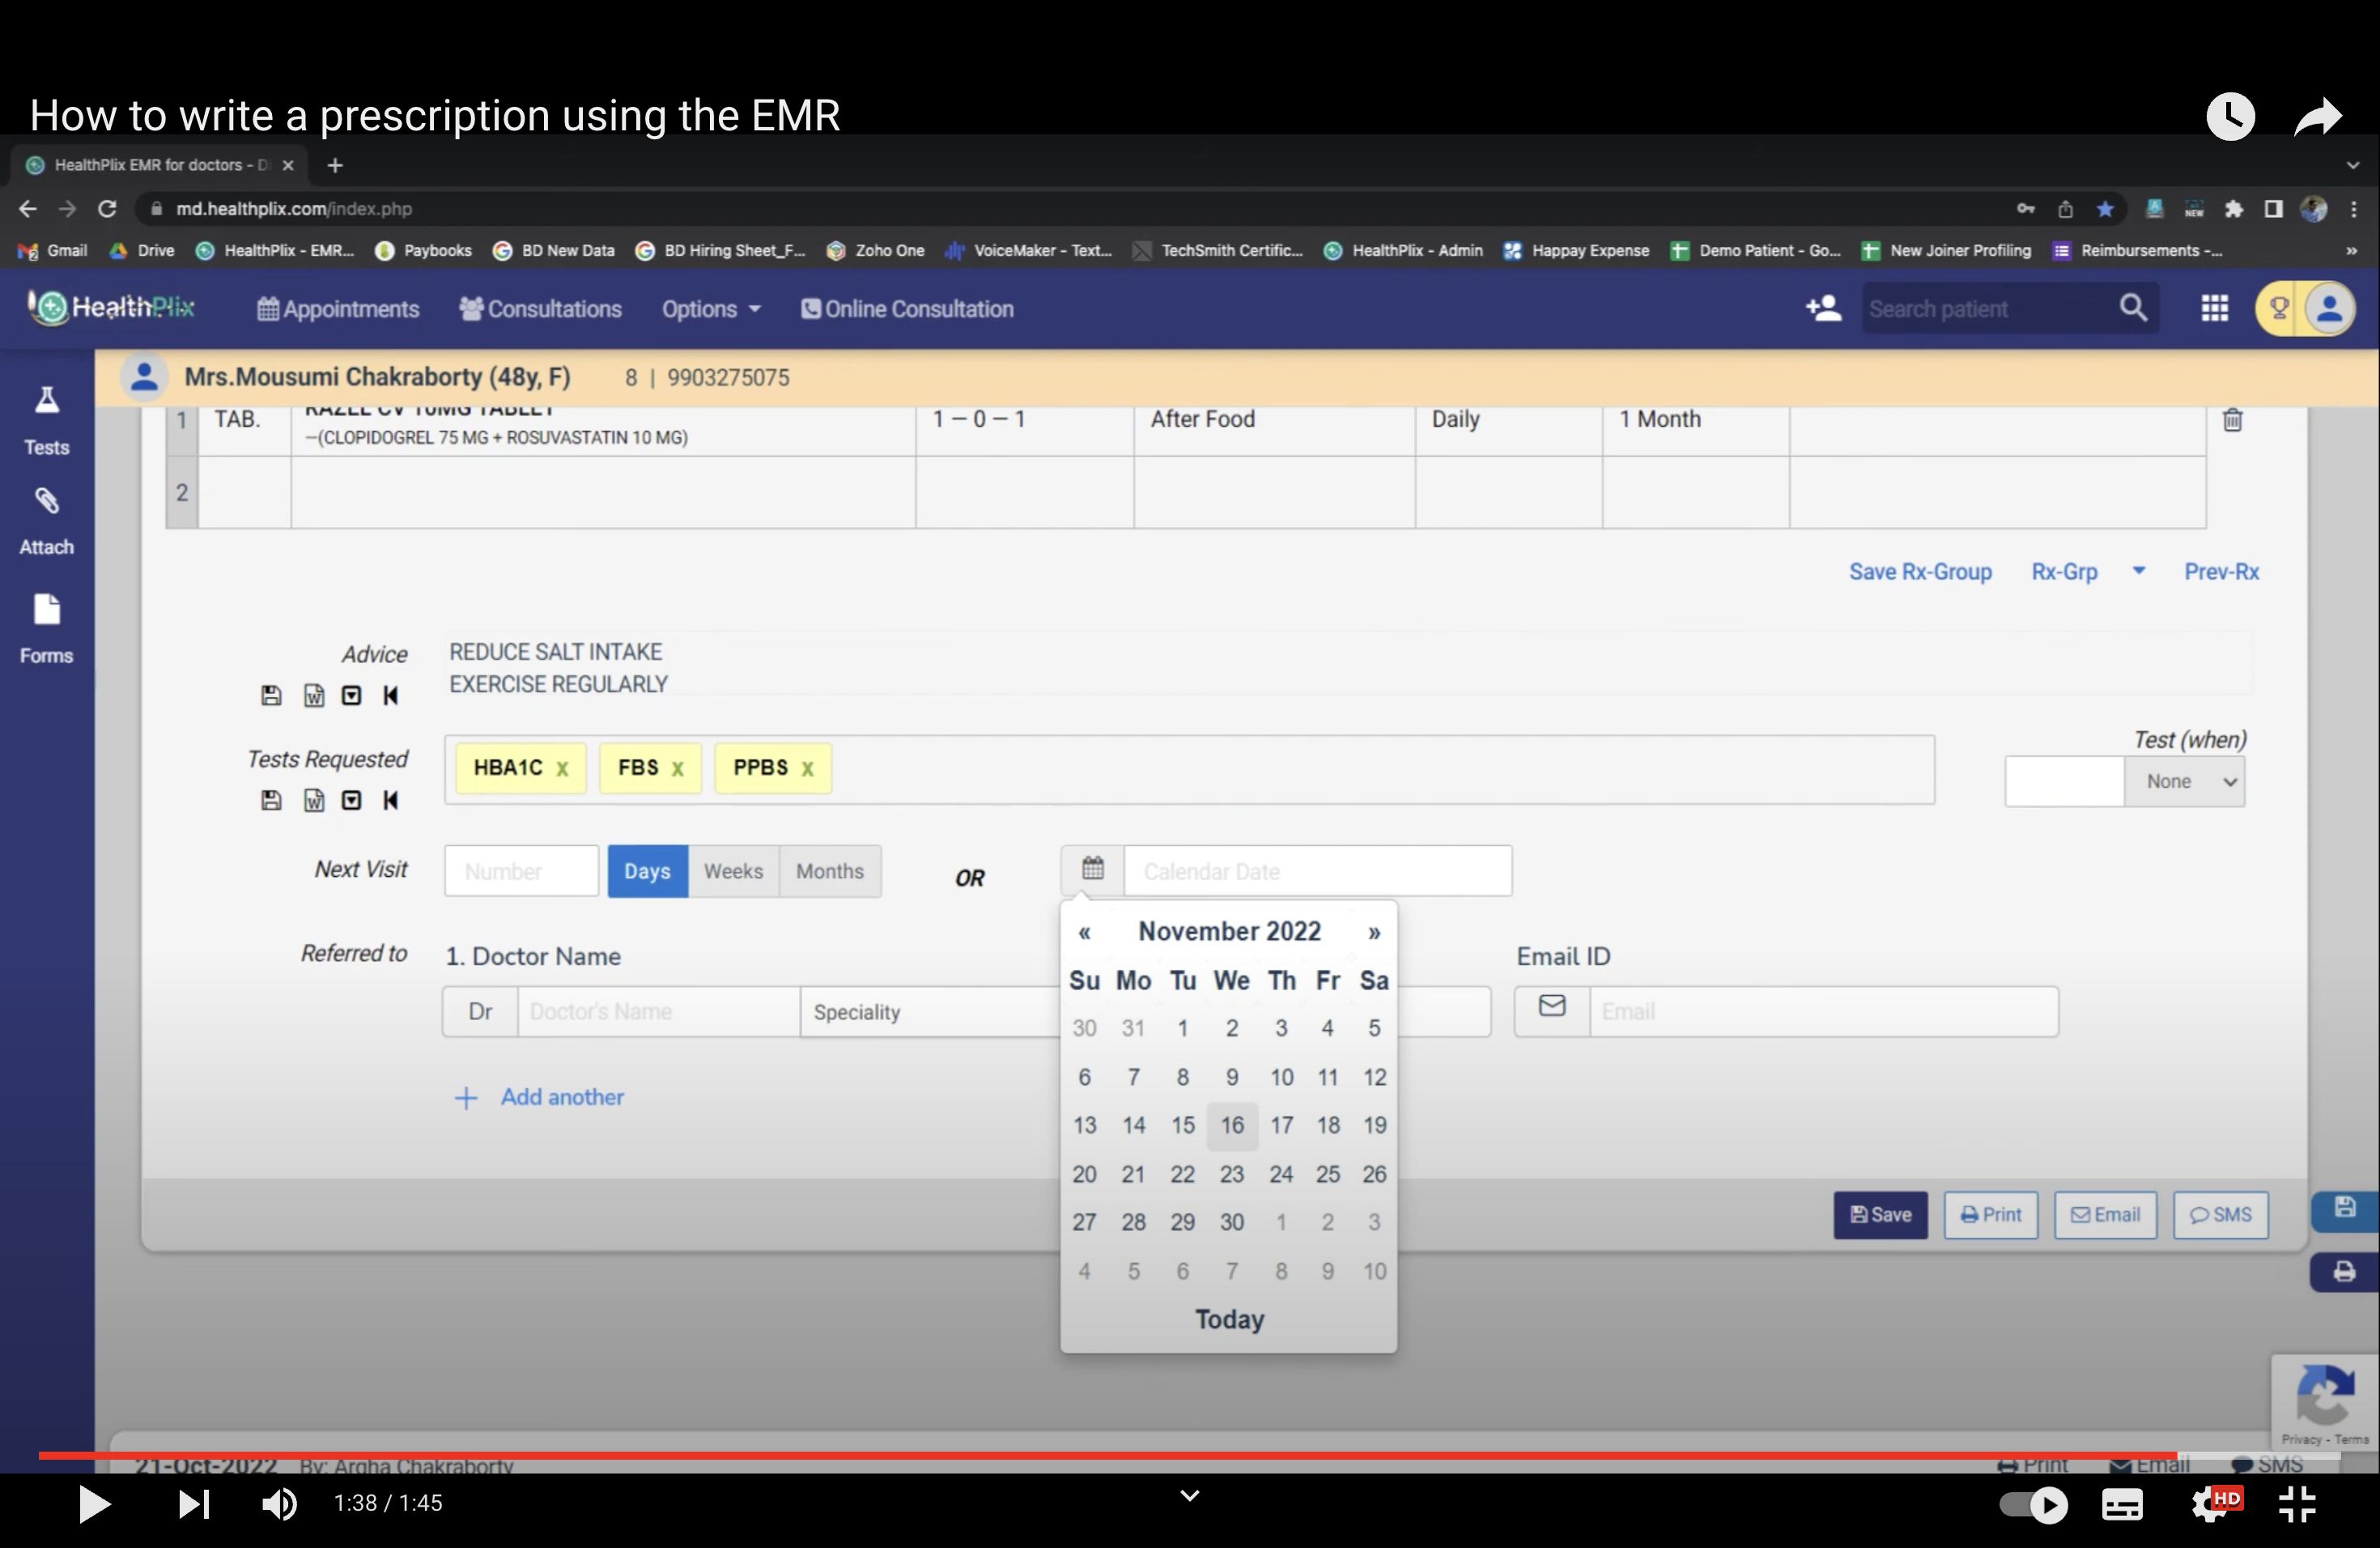 How to write a prescription using the EMR
HealthPlix EMR for doctors - D
md.healthplix.com/index.php
NEW
Gmail Drive HealthPlix - EMR... Paybooks BD New Data BD Hiring Sheet_F... Zoho One VoiceMaker - Text... TechSmith Certific... HealthPlix - Admin Happay Expense Demo Patient - Go... New Joiner Profiling Reimbursements -... »
HealthPlix Appointments Consultations Options Online Consultation Search patient
Mrs.Mousumi Chakraborty (48y, F) 8 | 9903275075
Tests
Attach
Forms
1 TAB. RAZEL CV 10MG TABLET 1 – 0 – 1 After Food Daily 1 Month
–(CLOPIDOGREL 75 MG + ROSUVASTATIN 10 MG)
2
Save Rx-Group Rx-Grp Prev-Rx
Advice REDUCE SALT INTAKE
EXERCISE REGULARLY
Test (when)
Tests Requested HBA1C x FBS x PPBS x None
Next Visit Number Days Weeks Months OR Calendar Date
« November 2022 »
Su Mo Tu We Th Fr Sa
30 31 1 2 3 4 5
6 7 8 9 10 11 12
13 14 15 16 17 18 19
20 21 22 23 24 25 26
27 28 29 30 1 2 3
4 5 6 7 8 9 10
Today
Referred to 1. Doctor Name Email ID
Dr Doctor's Name Speciality Email
Add another
Save Print Email SMS
Privacy - Terms
21-Oct-2022 By: Argha Chakraborty Print Email SMS
1:38 / 1:45 HD